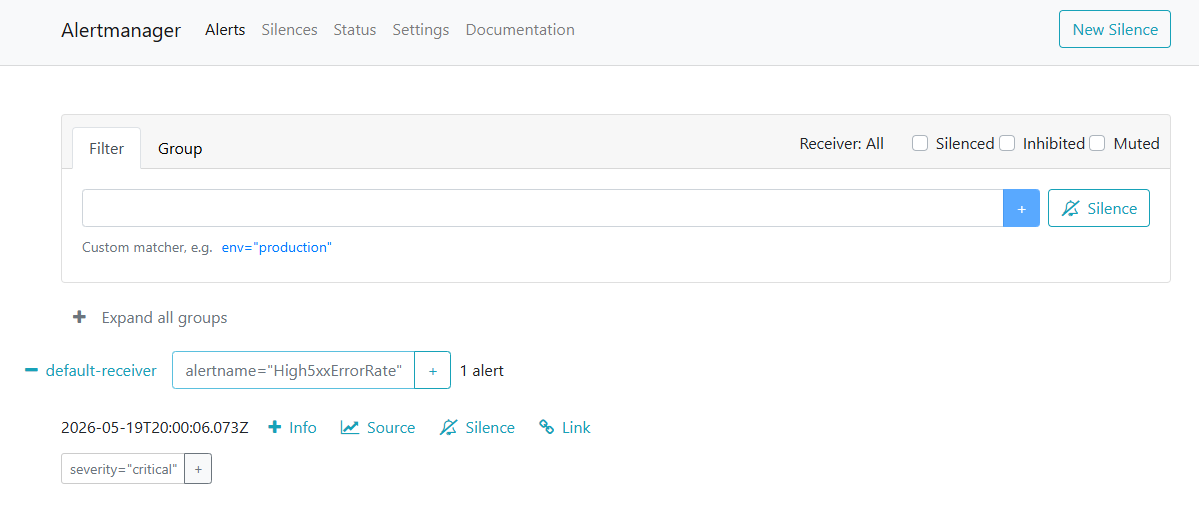 Alertmanager Alerts Silences Status Settings Documentation New Silence
Filter Group Receiver: All Silenced Inhibited Muted
+ Silence
Custom matcher, e.g. env="production"
+ Expand all groups
− default-receiver alertname="High5xxErrorRate" + 1 alert
2026-05-19T20:00:06.073Z + Info Source Silence Link
severity="critical" +